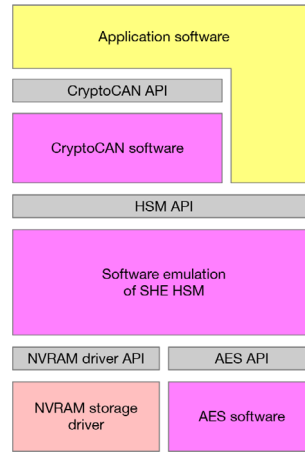 Application software
CryptoCAN API
CryptoCAN software
HSM API
Software emulation
of SHE HSM
NVRAM driver API
AES API
NVRAM storage
driver
AES software